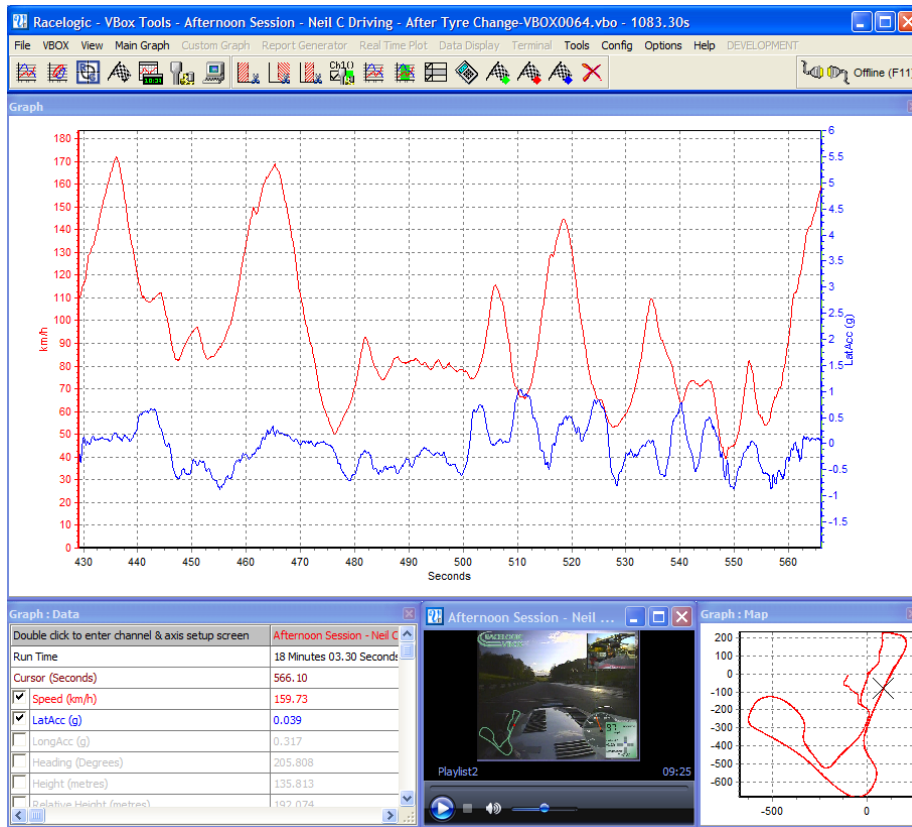 Racelogic - VBox Tools - Afternoon Session - Neil C Driving - After Tyre Change-VBOX0064.vbo - 1083.30s
File VBOX View Main Graph Custom Graph Report Generator Real Time Plot Data Display Terminal Tools Config Options Help DEVELOPMENT
Offline (F11)
Graph
180
170
160
150
140
130
120
110
100
90
80
70
60
50
40
30
20
10
0
km/h
6
5.5
5
4.5
4
3.5
3
2.5
2
1.5
1
0.5
0
-0.5
-1
-1.5
LatAcc (g)
430 440 450 460 470 480 490 500 510 520 530 540 550 560
Seconds
Graph : Data
Double click to enter channel & axis setup screen Afternoon Session - Neil C
Run Time 18 Minutes 03.30 Seconds
Cursor (Seconds) 566.10
Speed (km/h) 159.73
LatAcc (g) 0.039
LongAcc (g) 0.317
Heading (Degrees) 205.808
Height (metres) 135.813
Relative Height (metres) 192.074
Afternoon Session - Neil ...
RACELOGIC
Playlist2 09:25
Graph : Map
200
100
0
-100
-200
-300
-400
-500
-600
-500 0